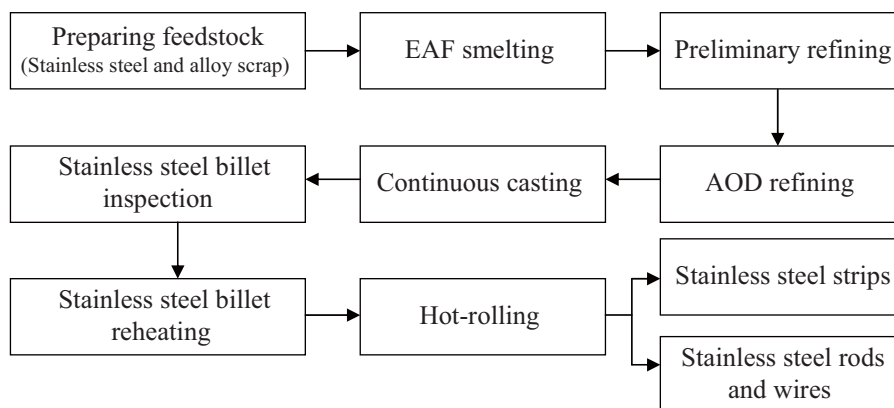 Preparing feedstock
(Stainless steel and alloy scrap)
EAF smelting
Preliminary refining
AOD refining
Continuous casting
Stainless steel billet
inspection
Stainless steel billet
reheating
Hot-rolling
Stainless steel strips
Stainless steel rods
and wires